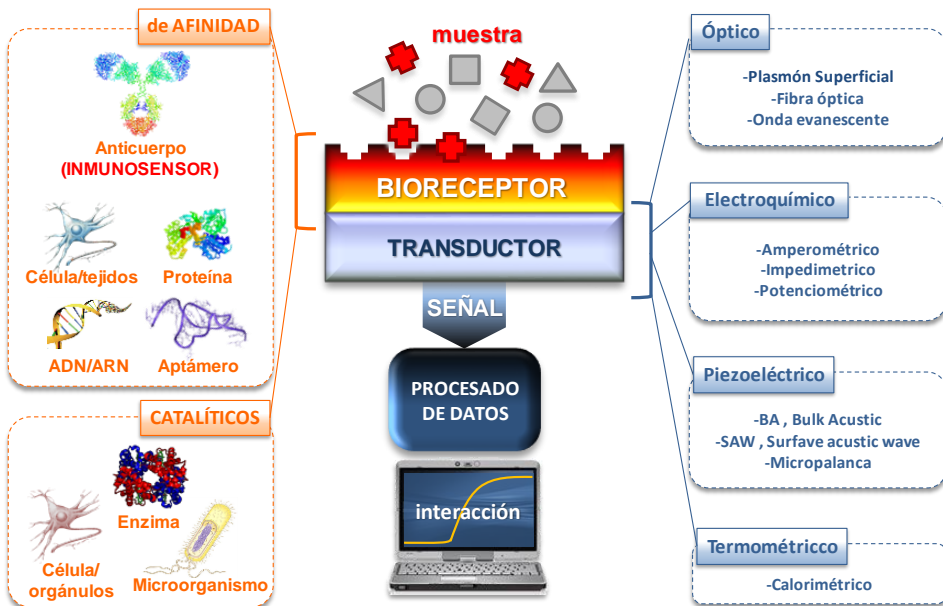 de AFINIDAD
Anticuerpo
(INMUNOSENSOR)
Célula/tejidos
Proteína
ADN/ARN
Aptámero
CATALÍTICOS
Enzima
Célula/
orgánulos
Microorganismo
muestra
BIORECEPTOR
TRANSDUCTOR
SEÑAL
PROCESADO
DE DATOS
interacción
Óptico
-Plasmón Superficial
-Fibra óptica
-Onda evanescente
Electroquímico
-Amperométrico
-Impedimetrico
-Potenciométrico
Piezoeléctrico
-BA , Bulk Acustic
-SAW , Surfave acustic wave
-Micropalanca
Termométricco
-Calorimétrico